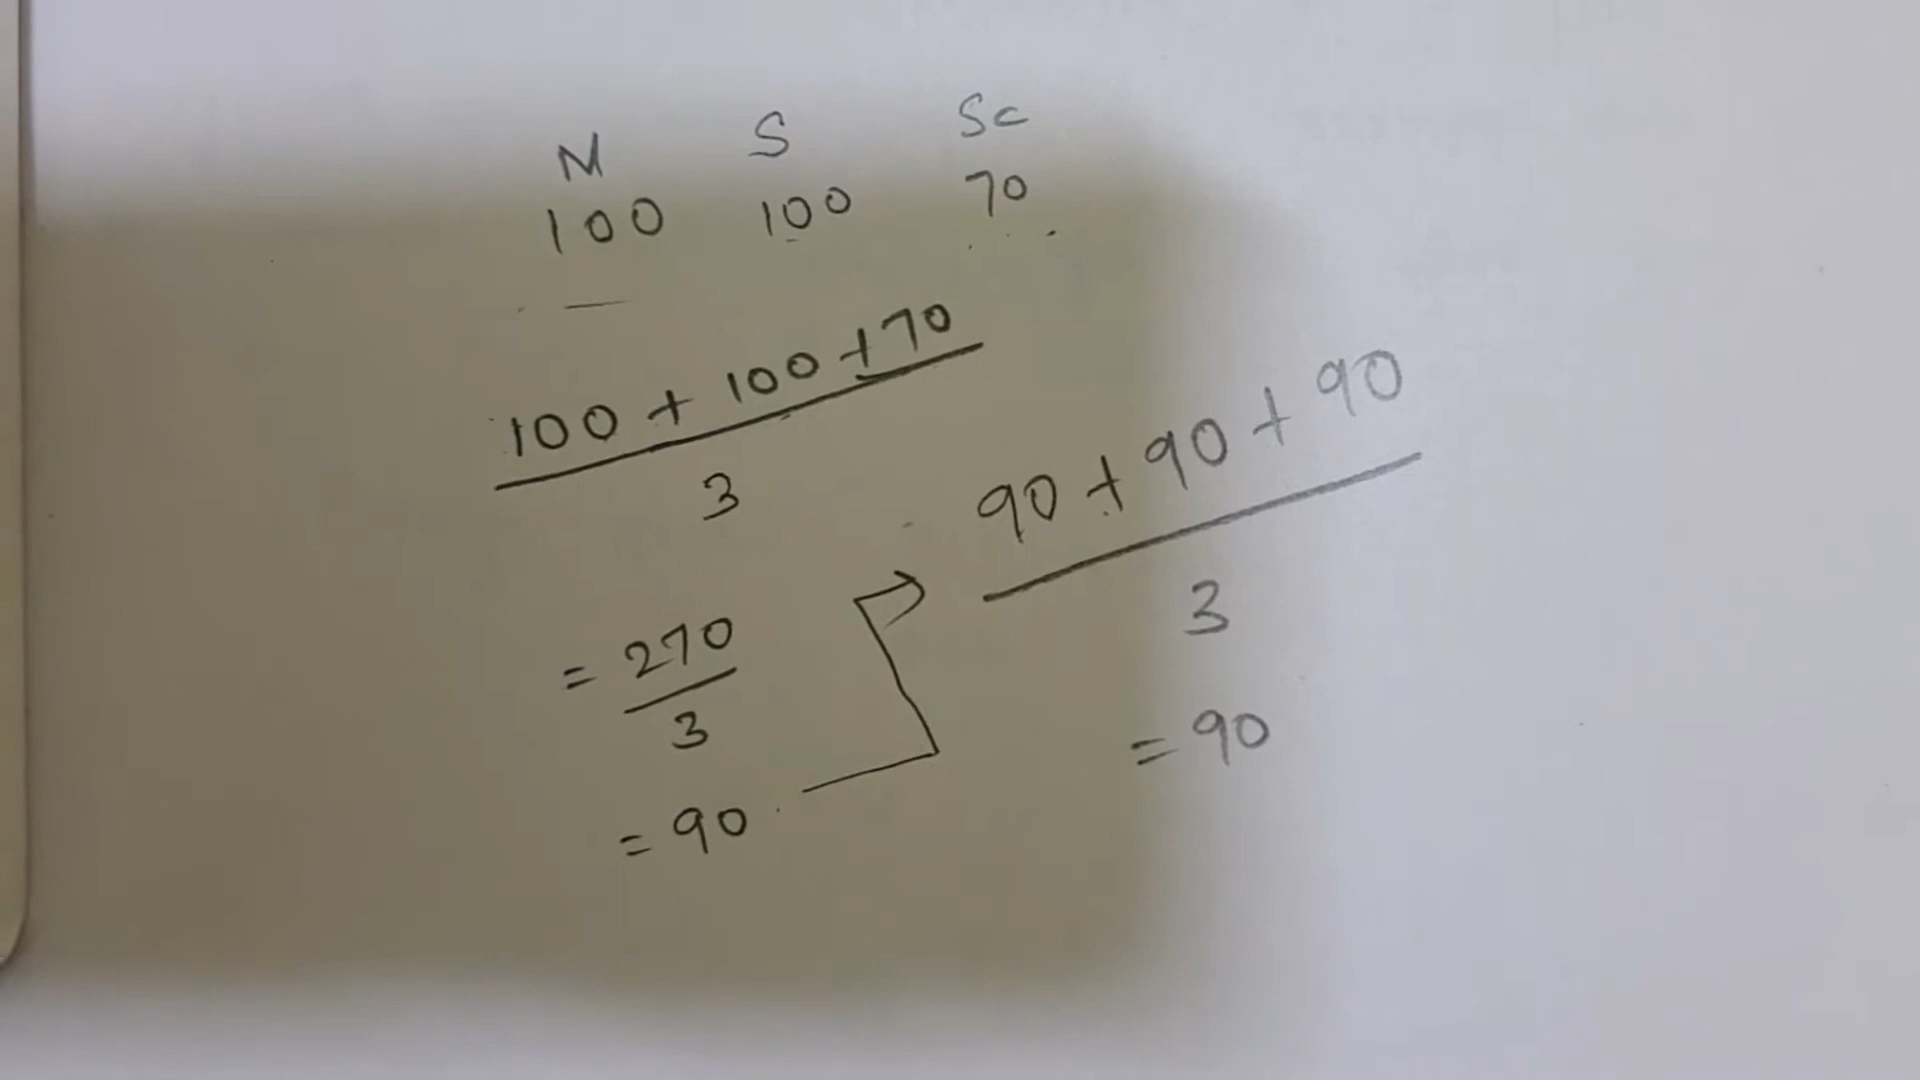 M S Sc
100 100 70
100 + 100 + 70
3
= 270
3
= 90
90 + 90 + 90
3
= 90